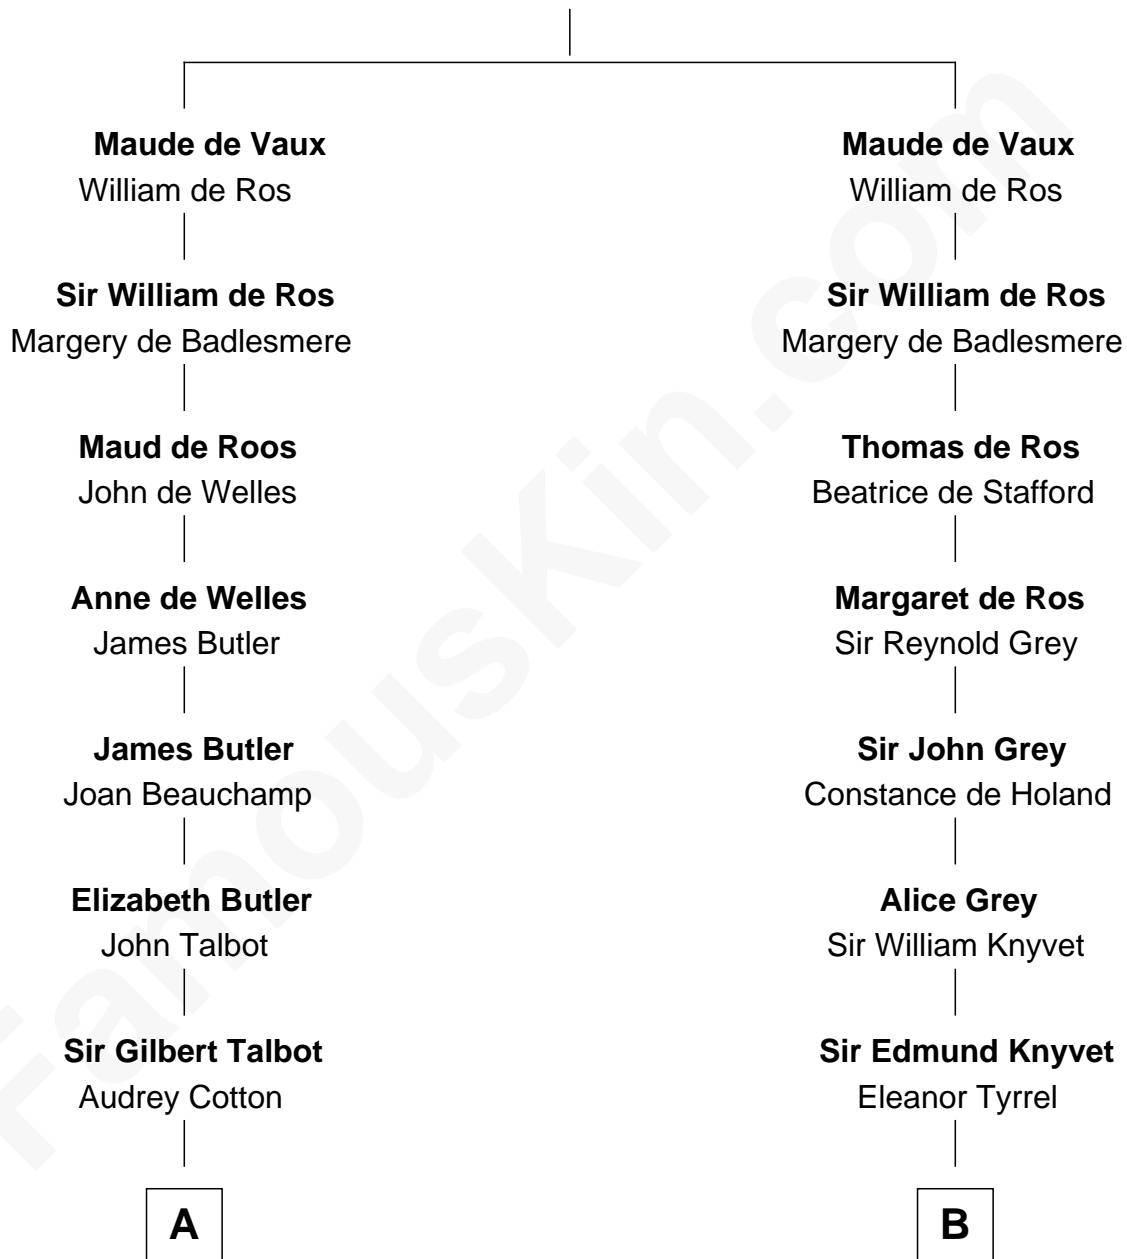 Maude de Vaux
William de Ros
Sir William de Ros
Margery de Badlesmere
Maud de Roos
John de Welles
Anne de Welles
James Butler
James Butler
Joan Beauchamp
Elizabeth Butler
John Talbot
Sir Gilbert Talbot
Audrey Cotton
A
Maude de Vaux
William de Ros
Sir William de Ros
Margery de Badlesmere
Thomas de Ros
Beatrice de Stafford
Margaret de Ros
Sir Reynold Grey
Sir John Grey
Constance de Holand
Alice Grey
Sir William Knyvet
Sir Edmund Knyvet
Eleanor Tyrrel
B
FamousKin.com